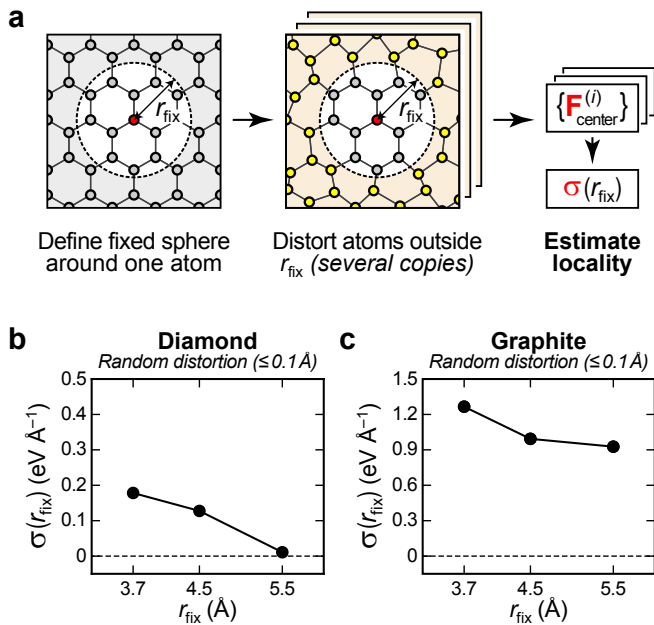 a
r_fix
r_fix
{F_center^(i)}
σ(r_fix)
Define fixed sphere
around one atom
Distort atoms outside
r_fix (several copies)
Estimate
locality
b
Diamond
Random distortion (≤ 0.1 Å)
σ(r_fix) (eV Å⁻¹)
0.5
0.4
0.3
0.2
0.1
0
3.7
4.5
5.5
r_fix (Å)
c
Graphite
Random distortion (≤ 0.1 Å)
σ(r_fix) (eV Å⁻¹)
1.5
1.2
0.9
0.6
0.3
0
3.7
4.5
5.5
r_fix (Å)